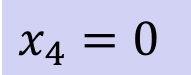 x₄ = 0